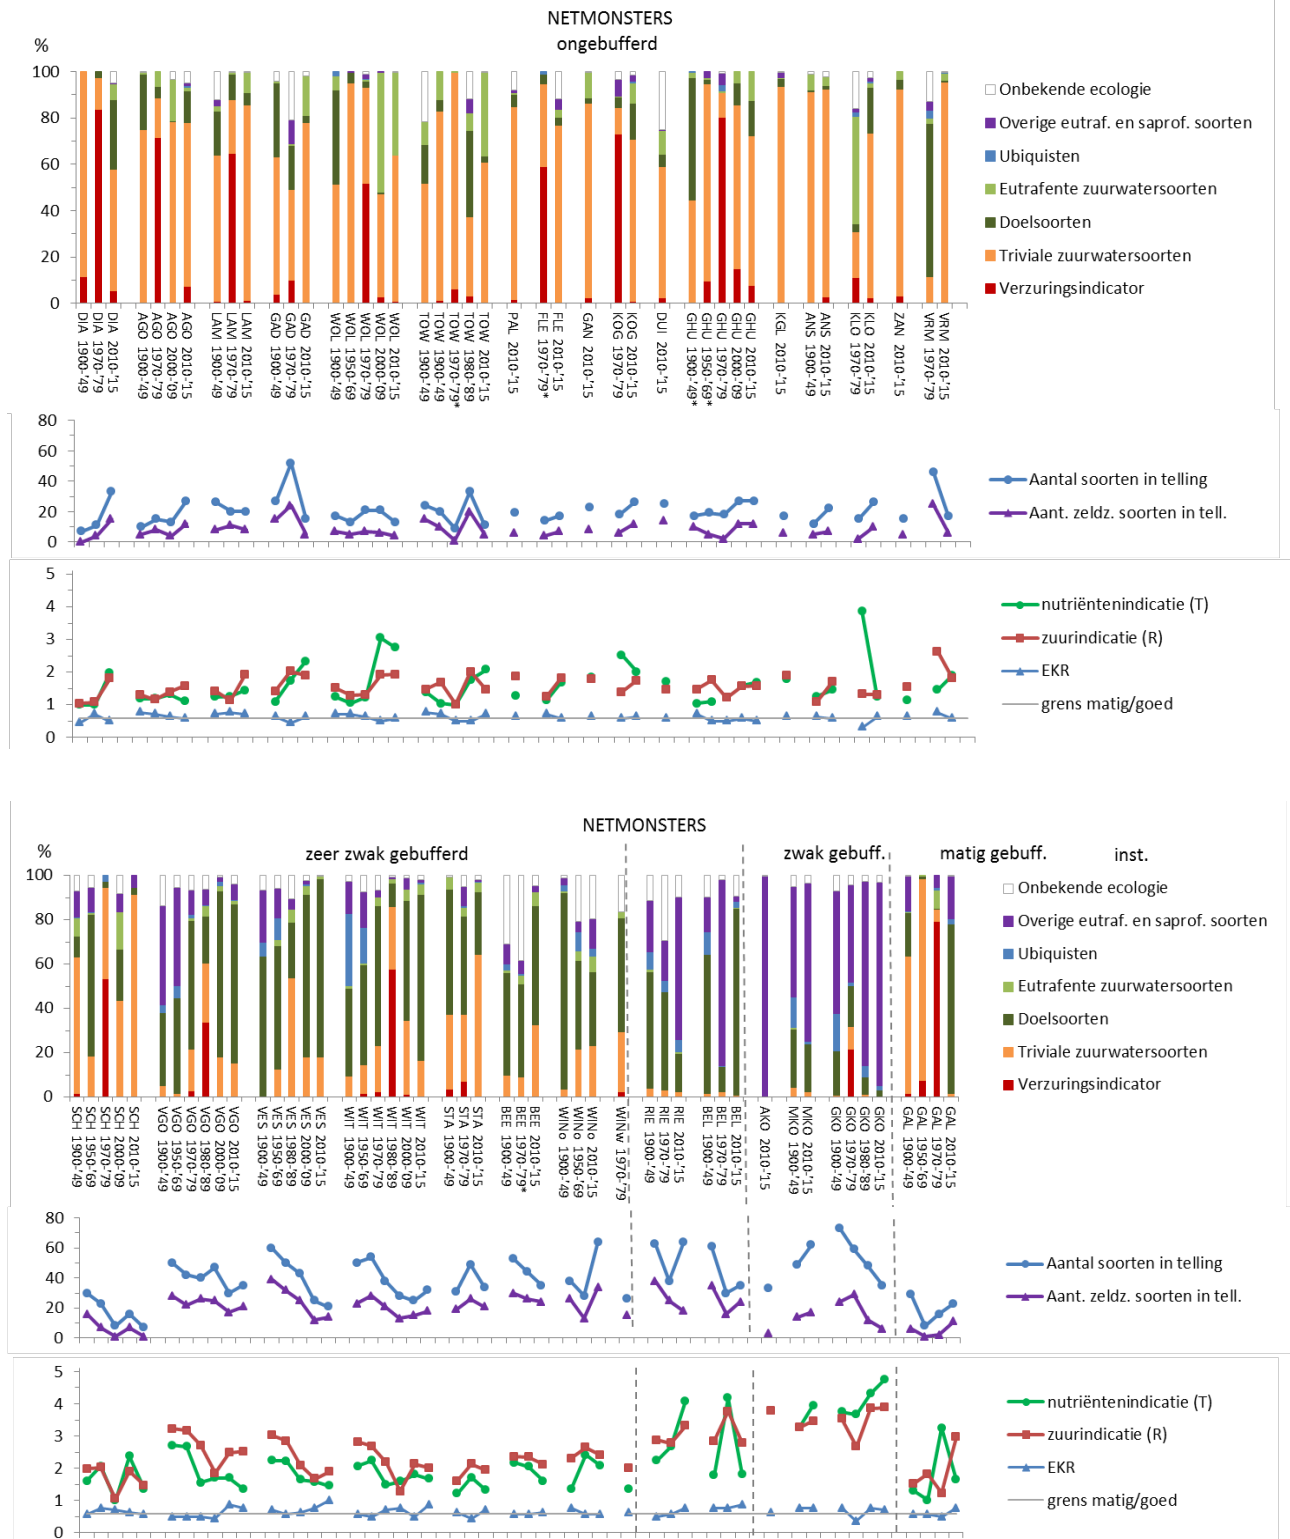 NETMONSTERS
ongebufferd
%
100
80
60
40
20
0
Onbekende ecologie
Overige eutraf. en saprof. soorten
Ubiquisten
Eutrafente zuurwatersoorten
Doelsoorten
Triviale zuurwatersoorten
Verzuringsindicator
DIA 1900-'49
DIA 1970-'79
DIA 2010-'15
AGO 1900-'49
AGO 1970-'79
AGO 2000-'09
AGO 2010-'15
LAM 1900-'49
LAM 1970-'79
LAM 2010-'15
GAD 1900-'49
GAD 1970-'79
GAD 2010-'15
WOL 1900-'49
WOL 1950-'69
WOL 1970-'79
WOL 2000-'09
WOL 2010-'15
TOW 1900-'49
TOW 1900-'49
TOW 1970-'79*
TOW 1980-'89
TOW 2010-'15
PAL 2010-'15
FLE 1970-'79*
FLE 2010-'15
GAN 2010-'15
KOG 1970-'79
KOG 2010-'15
DUI 2010-'15
GHU 1900-'49*
GHU 1950-'69*
GHU 1970-'79
GHU 2000-'09
GHU 2010-'15
KGL 2010-'15
ANS 1900-'49
ANS 2010-'15
KLO 1970-'79
KLO 2010-'15
ZAN 2010-'15
VRM 1970-'79
VRM 2010-'15
80
60
40
20
0
Aantal soorten in telling
Aant. zeldz. soorten in tell.
5
4
3
2
1
0
nutriëntenindicatie (T)
zuurindicatie (R)
EKR
grens matig/goed
NETMONSTERS
%
zeer zwak gebufferd
zwak gebuff.
matig gebuff.
inst.
100
80
60
40
20
0
Onbekende ecologie
Overige eutraf. en saprof. soorten
Ubiquisten
Eutrafente zuurwatersoorten
Doelsoorten
Triviale zuurwatersoorten
Verzuringsindicator
SCH 1900-'49
SCH 1950-'69
SCH 1970-'79
SCH 2000-'09
SCH 2010-'15
VGO 1900-'49
VGO 1950-'69
VGO 1970-'79
VGO 1980-'89
VGO 2000-'09
VGO 2010-'15
VES 1900-'49
VES 1950-'69
VES 1980-'89
VES 2000-'09
VES 2010-'15
WIT 1900-'49
WIT 1950-'69
WIT 1970-'79
WIT 1980-'89
WIT 2000-'09
WIT 2010-'15
STA 1900-'49
STA 1970-'79
STA 2010-'15
BEE 1900-'49
BEE 1970-'79*
BEE 2010-'15
WINo 1900-'49
WINo 1950-'69
WINo 2010-'15
WINw 1970-'79
RIE 1900-'49
RIE 1970-'79
RIE 2010-'15
BEL 1900-'49
BEL 1970-'79
BEL 2010-'15
AKO 2010-'15
MKO 1900-'49
MKO 2010-'15
GKO 1900-'49
GKO 1970-'79
GKO 1980-'89
GKO 2010-'15
GAL 1900-'49
GAL 1950-'69
GAL 1970-'79
GAL 2010-'15
80
60
40
20
0
Aantal soorten in telling
Aant. zeldz. soorten in tell.
5
4
3
2
1
0
nutriëntenindicatie (T)
zuurindicatie (R)
EKR
grens matig/goed